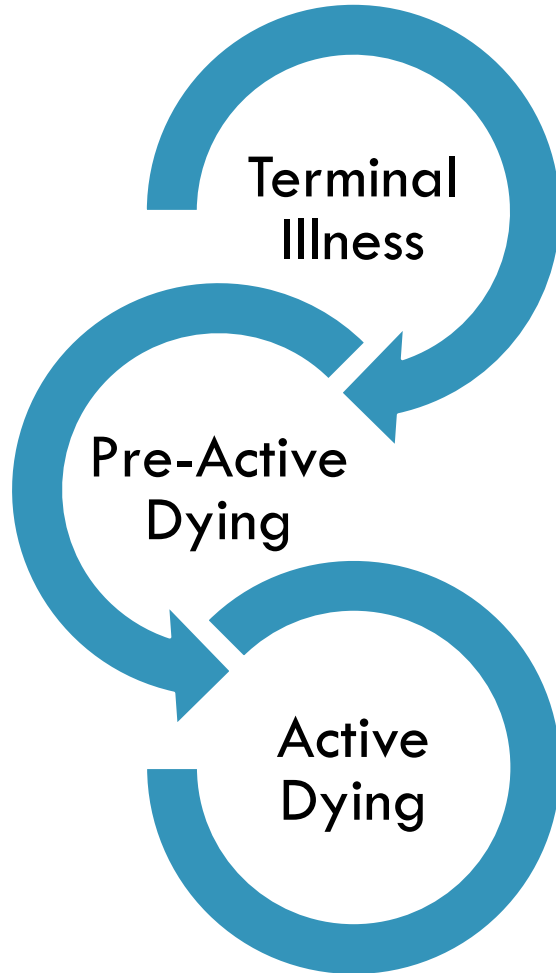 Terminal
Illness
Pre-Active
Dying
Active
Dying